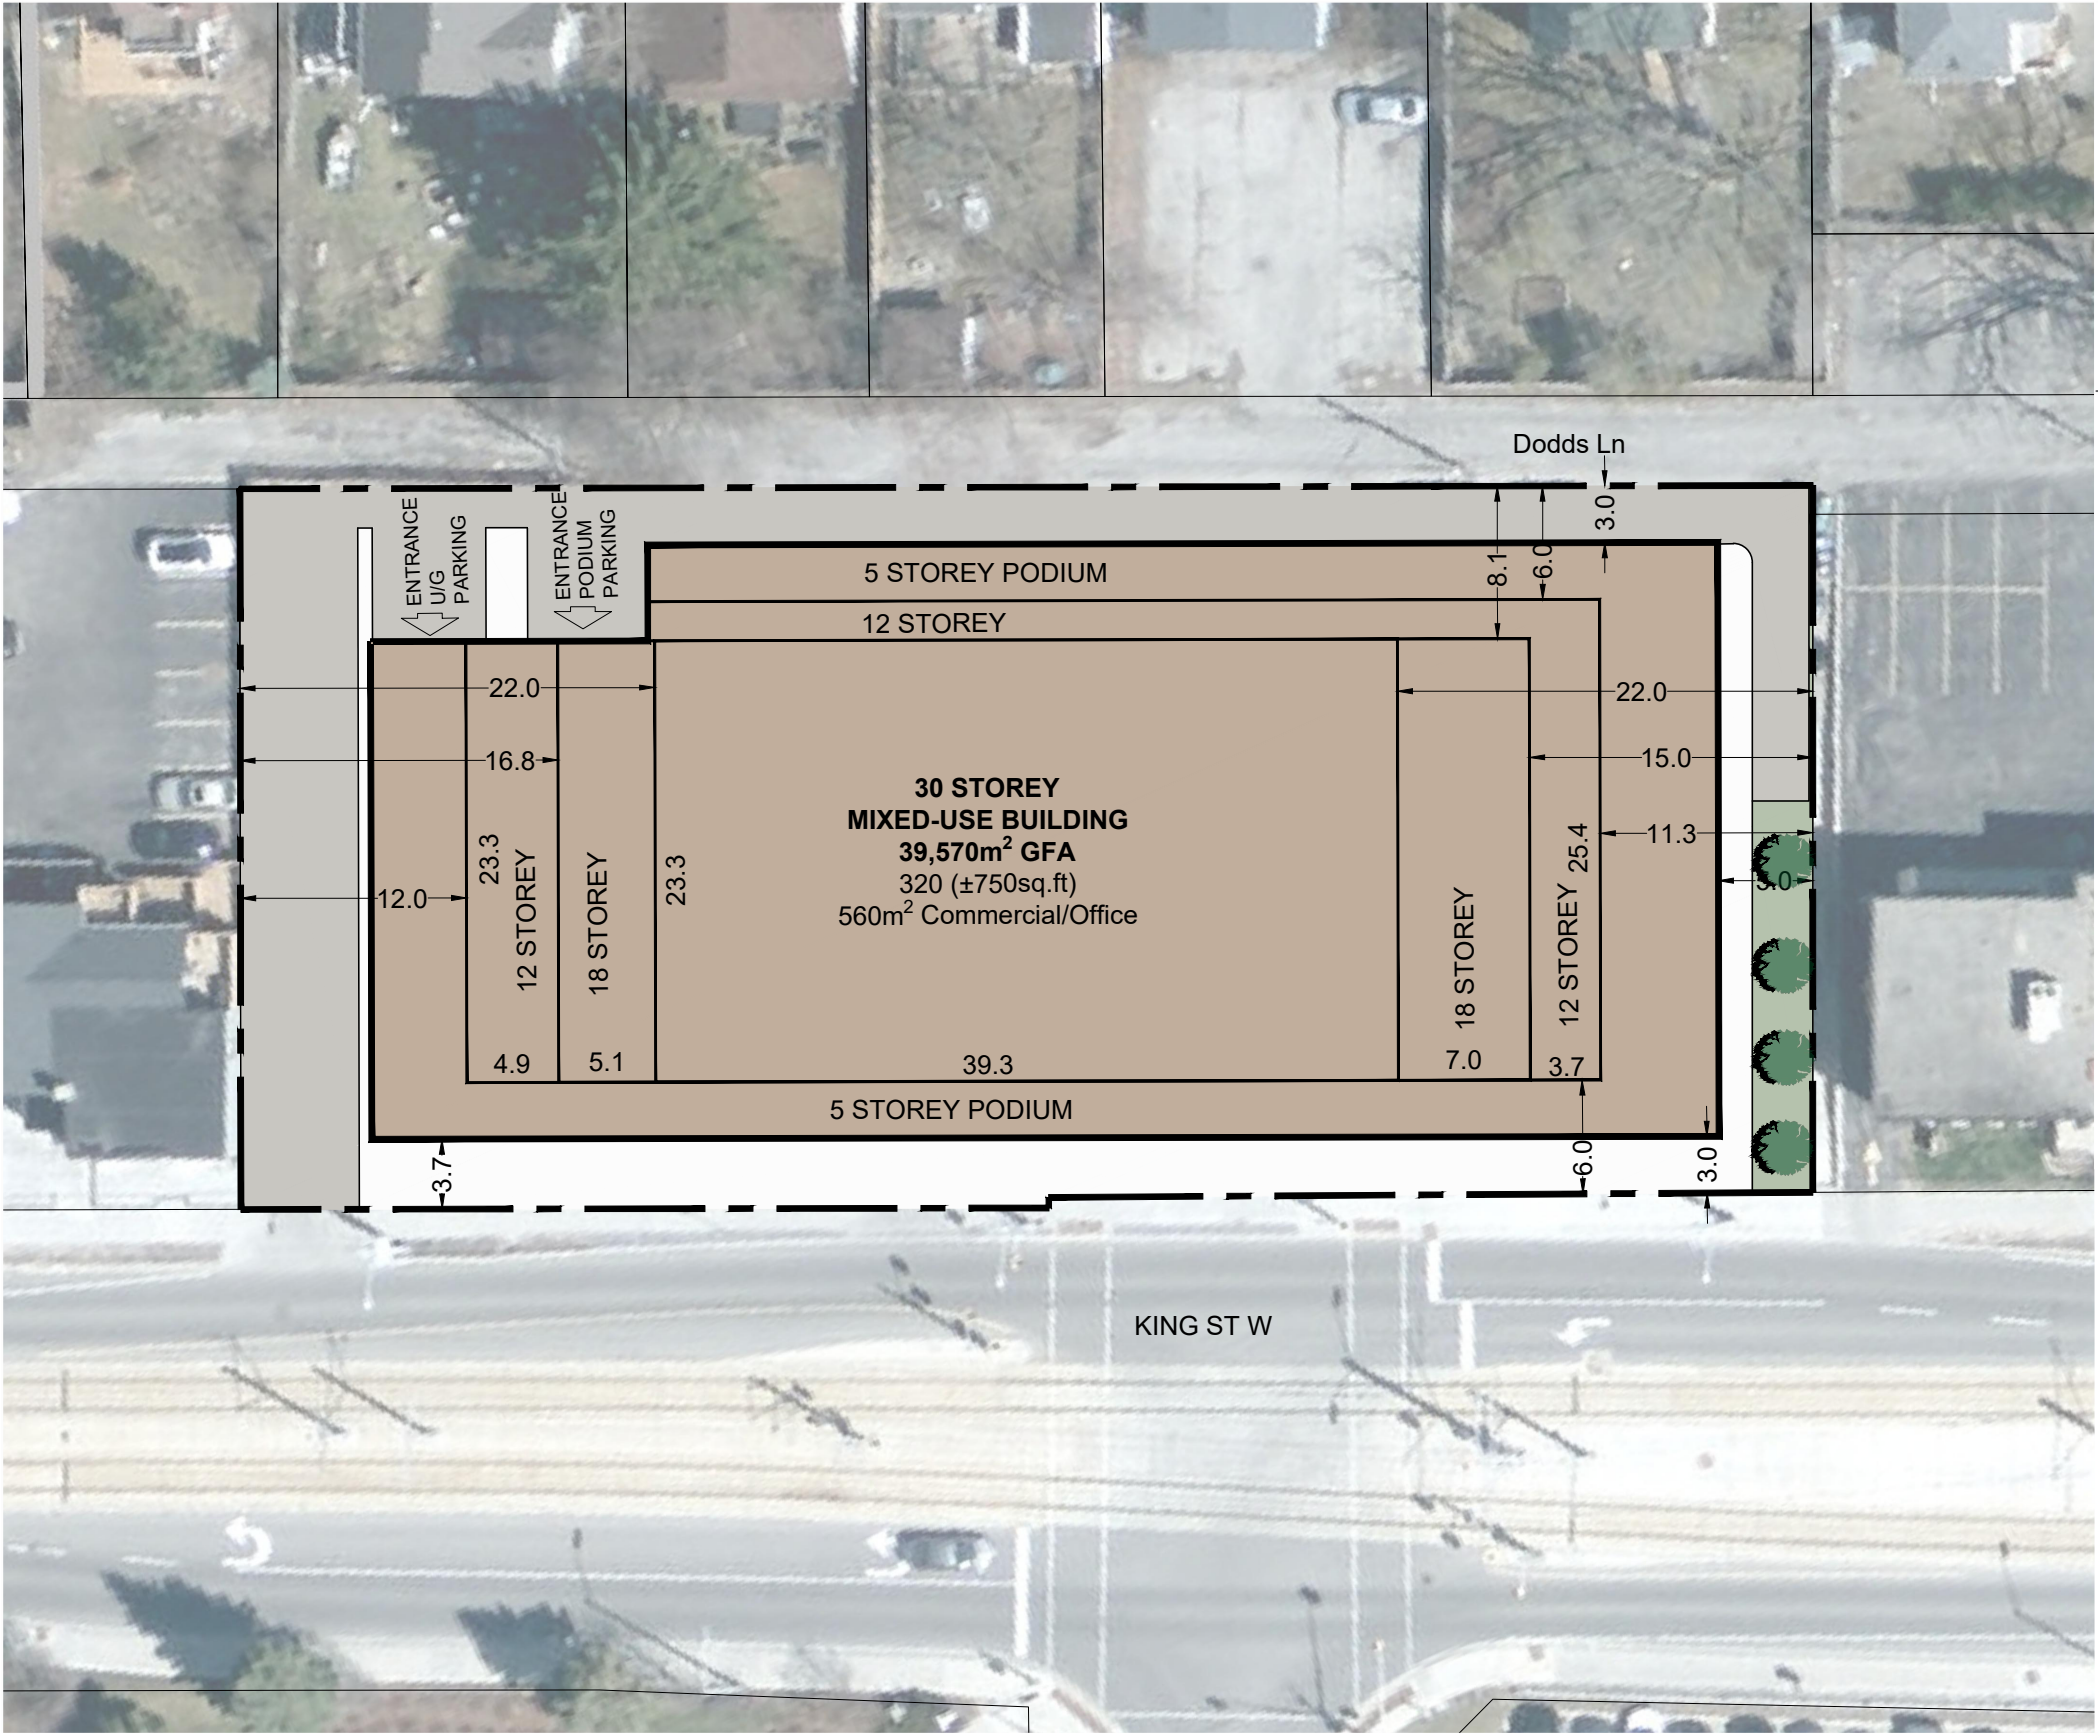 Dodds Ln
3.0
6.0
8.1
ENTRANCE
U/G
PARKING
ENTRANCE
PODIUM
PARKING
5 STOREY PODIUM
12 STOREY
22.0
22.0
16.8
15.0
30 STOREY
MIXED-USE BUILDING
39,570m² GFA
320 (±750sq.ft)
560m² Commercial/Office
11.3
9.0
12.0
23.3
12 STOREY
18 STOREY
23.3
18 STOREY
12 STOREY
25.4
4.9
5.1
39.3
7.0
3.7
5 STOREY PODIUM
3.7
6.0
3.0
KING ST W